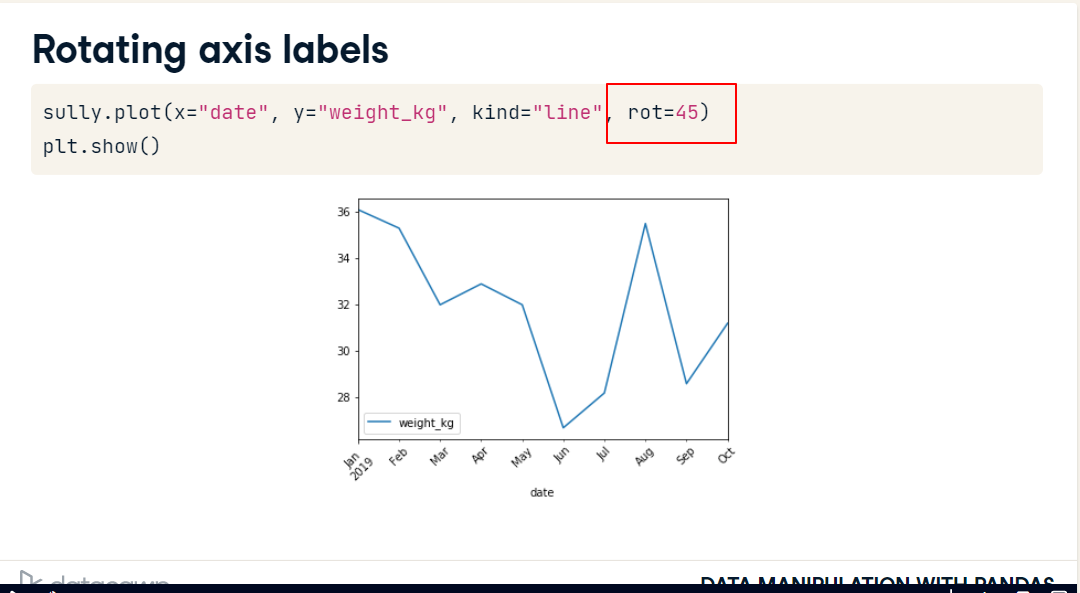 Rotating axis labels
sully.plot(x="date", y="weight_kg", kind="line", rot=45)
plt.show()
36
34
32
30
28
weight_kg
Jan Feb Mar Apr May Jun Jul Aug Sep Oct
2019
date
datacamp
DATA MANIPULATION WITH PANDAS